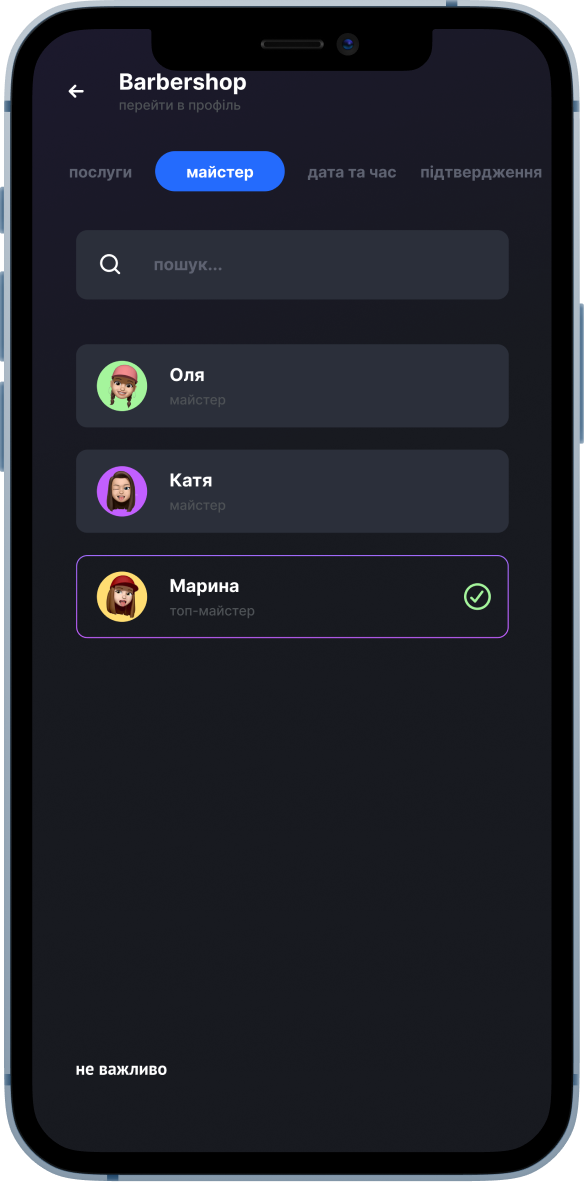 Barbershop
перейти в профіль
послуги майстер дата та час підтвердження
пошук...
Оля
майстер
Катя
майстер
Марина
топ-майстер
не важливо